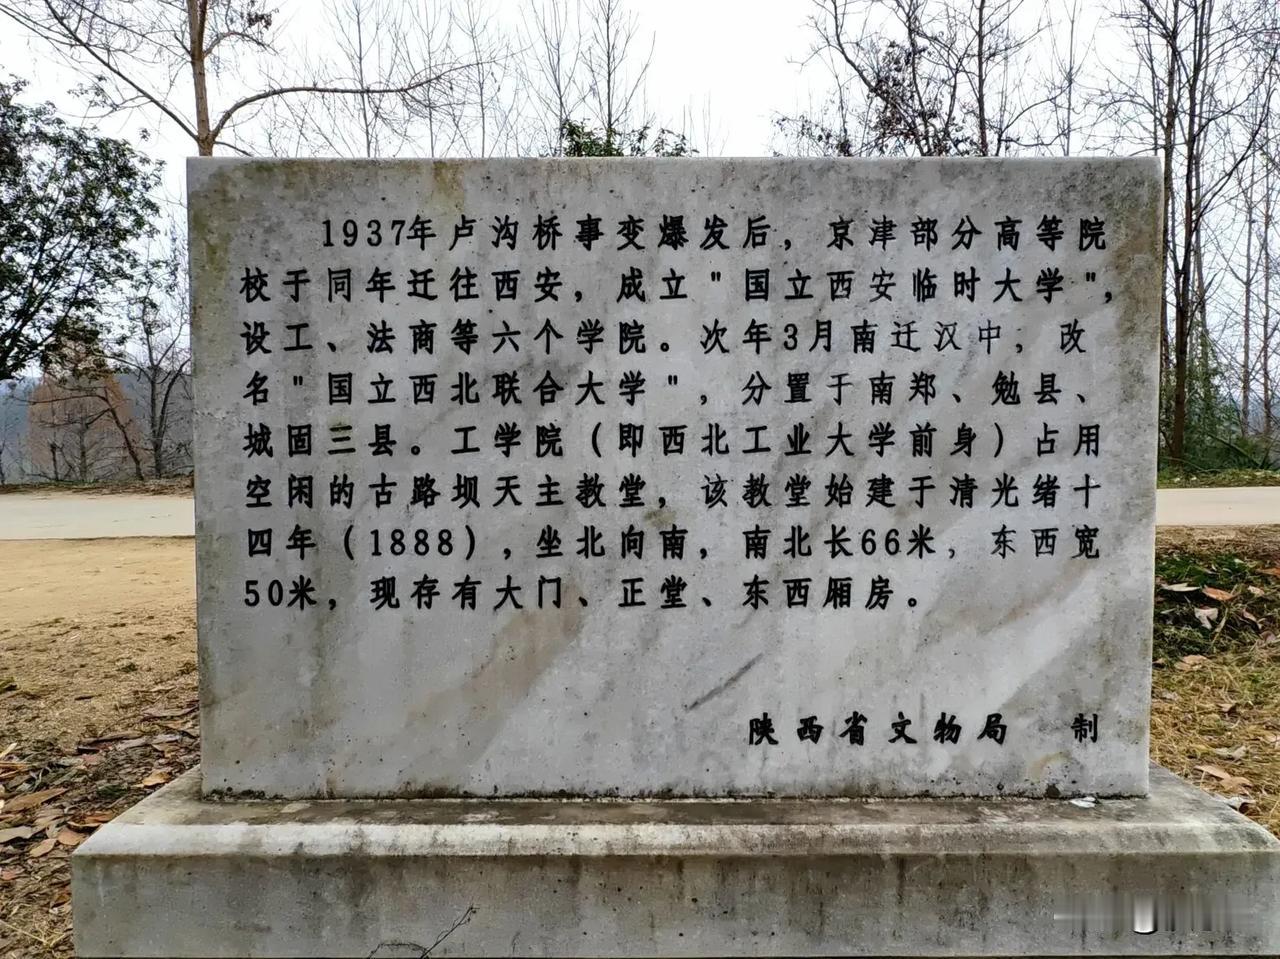 1937年卢沟桥事变爆发后，京津部分高等院
校于同年迁往西安，成立"国立西安临时大学"，
设工、法商等六个学院。次年3月南迁汉中，改
名"国立西北联合大学"，分置于南郑、勉县、
城固三县。工学院（即西北工业大学前身）占用
空闲的古路坝天主教堂，该教堂始建于清光绪十
四年（1888），坐北向南，南北长66米，东西宽
50米，现存有大门、正堂、东西厢房。
陕西省文物局 制